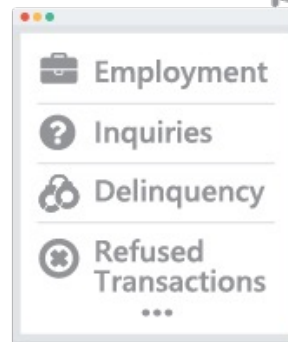 Employment
Inquiries
Delinquency
Refused
Transactions
...